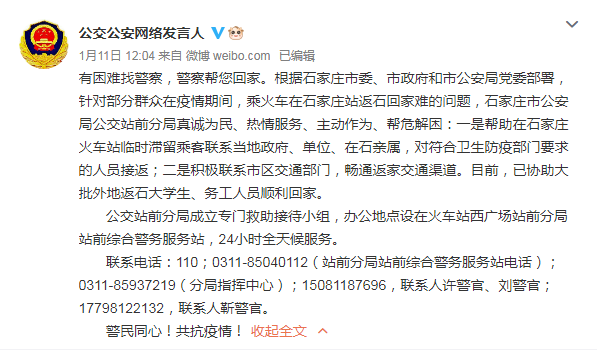 公交公安网络发言人
1月11日 12:04 来自 微博 weibo.com 已编辑
有困难找警察，警察帮您回家。根据石家庄市委、市政府和市公安局党委部署，
针对部分群众在疫情期间，乘火车在石家庄站返石回家难的问题，石家庄市公安
局公交站前分局真诚为民、热情服务、主动作为、帮危解困：一是帮助在石家庄
火车站临时滞留乘客联系当地政府、单位、在石亲属，对符合卫生防疫部门要求
的人员接返；二是积极联系市区交通部门，畅通返家交通渠道。目前，已协助大
批外地返石大学生、务工人员顺利回家。
公交站前分局成立专门救助接待小组，办公地点设在火车站西广场站前分局
站前综合警务服务站，24小时全天候服务。
联系电话：110；0311-85040112（站前分局站前综合警务服务站电话）；
0311-85937219（分局指挥中心）；15081187696，联系人许警官、刘警官；
17798122132，联系人靳警官。
警民同心！共抗疫情！ 收起全文